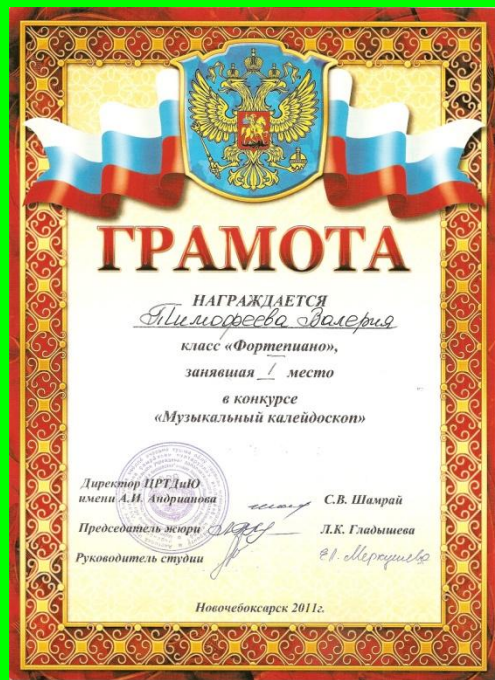 ГРАМОТА
НАГРАЖДАЕТСЯ
Тимофеева Валерия
класс «Фортепиано»,
занявшая I место
в конкурсе
«Музыкальный калейдоскоп»
Директор ЦРТДиЮ
имени А.И. Андрианова С.В. Шамрай
Председатель жюри Л.К. Гладышева
Руководитель студии Е.П. Меркушева
Новочебоксарск 2011г.